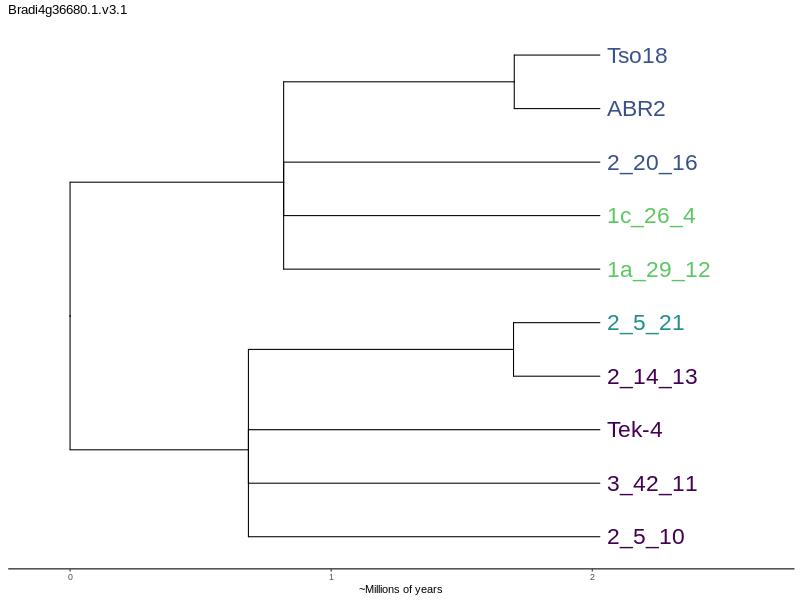 Bradi4g36680.1.v3.1
Tso18
ABR2
2_20_16
1c_26_4
1a_29_12
2_5_21
2_14_13
Tek-4
3_42_11
2_5_10
0 1 2
~Millions of years